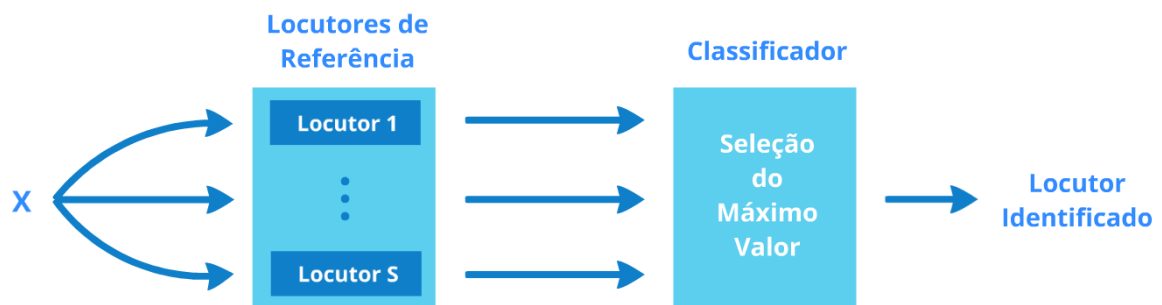 Locutores de
Referência
Classificador
X
Locutor 1
Locutor S
Seleção
do
Máximo
Valor
Locutor
Identificado